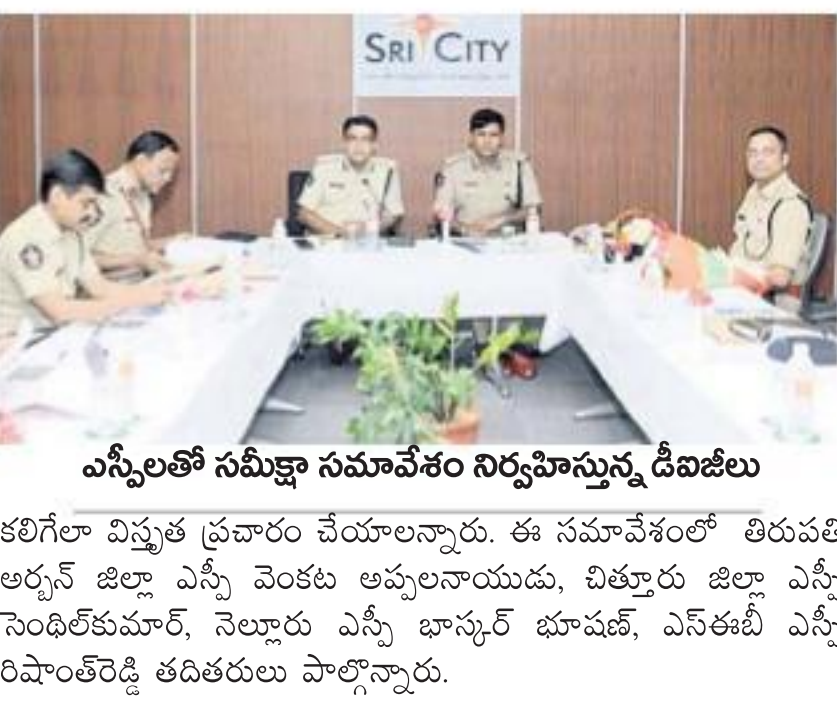 SRI CITY
ఎస్పీలతో సమీక్షా సమావేశం నిర్వహిస్తున్న డీఐజీలు
కలిగేలా విస్తృత ప్రచారం చేయాలన్నారు. ఈ సమావేశంలో తిరుపతి
అర్బన్ జిల్లా ఎస్పీ వెంకట అప్పలనాయుడు, చిత్తూరు జిల్లా ఎస్పీ
సెంథిల్‌కుమార్, నెల్లూరు ఎస్పీ భాస్కర్ భూషణ్, ఎస్ఈబీ ఎస్పీ
రిషాంత్‌రెడ్డి తదితరులు పాల్గొన్నారు.